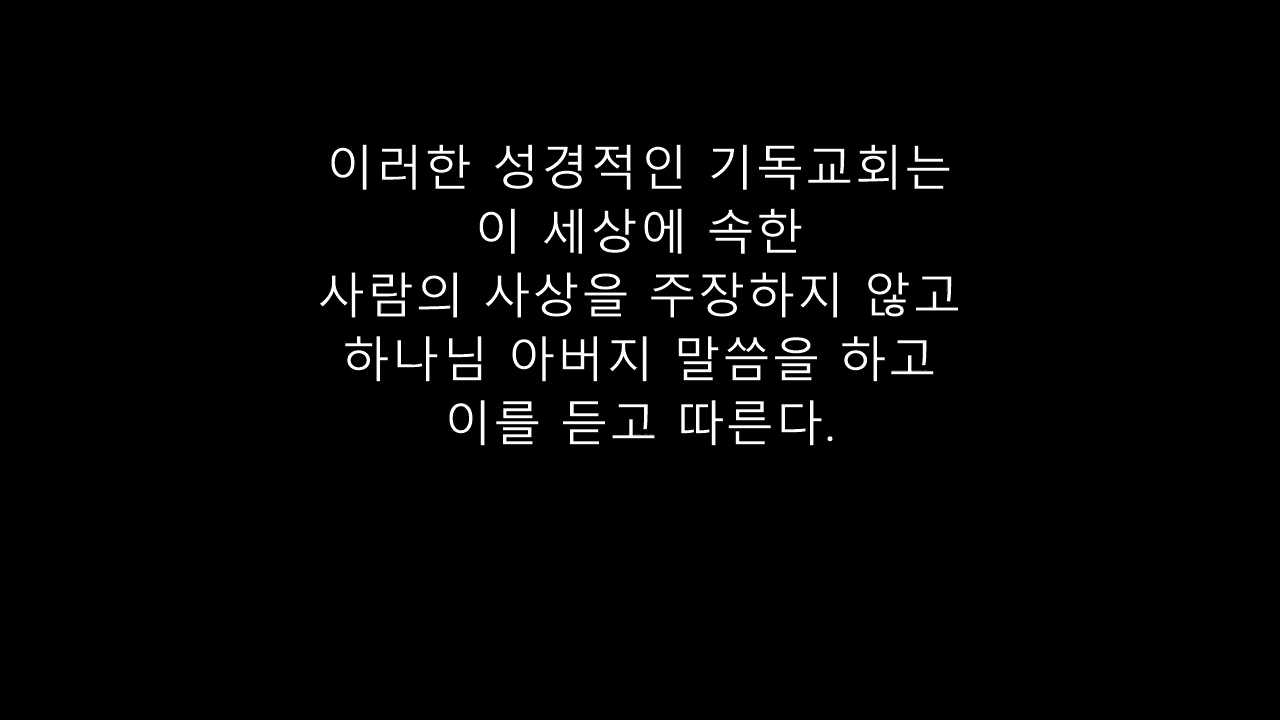 이러한 성경적인 기독교회는
이 세상에 속한
사람의 사상을 주장하지 않고
하나님 아버지 말씀을 하고
이를 듣고 따른다.